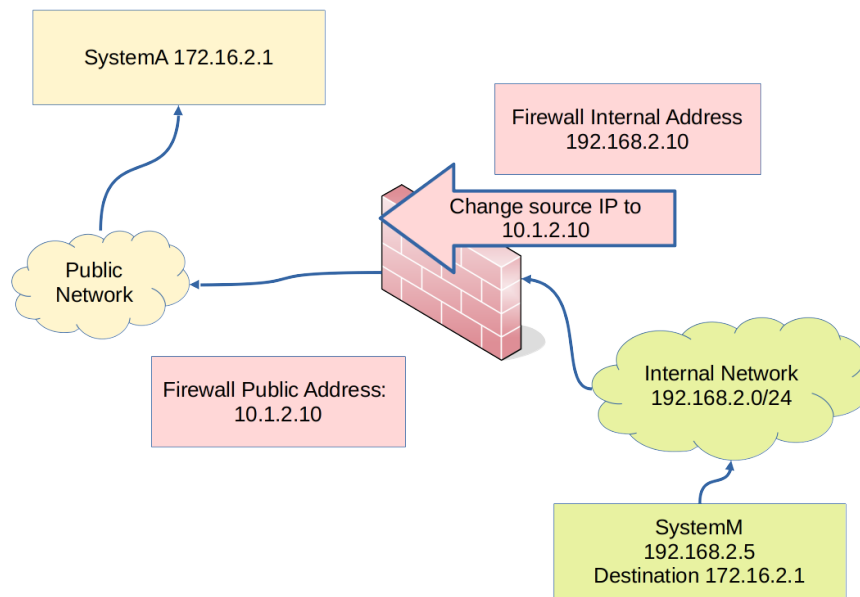 SystemA 172.16.2.1
Firewall Internal Address
192.168.2.10
Change source IP to
10.1.2.10
Public
Network
Firewall Public Address:
10.1.2.10
Internal Network
192.168.2.0/24
SystemM
192.168.2.5
Destination 172.16.2.1